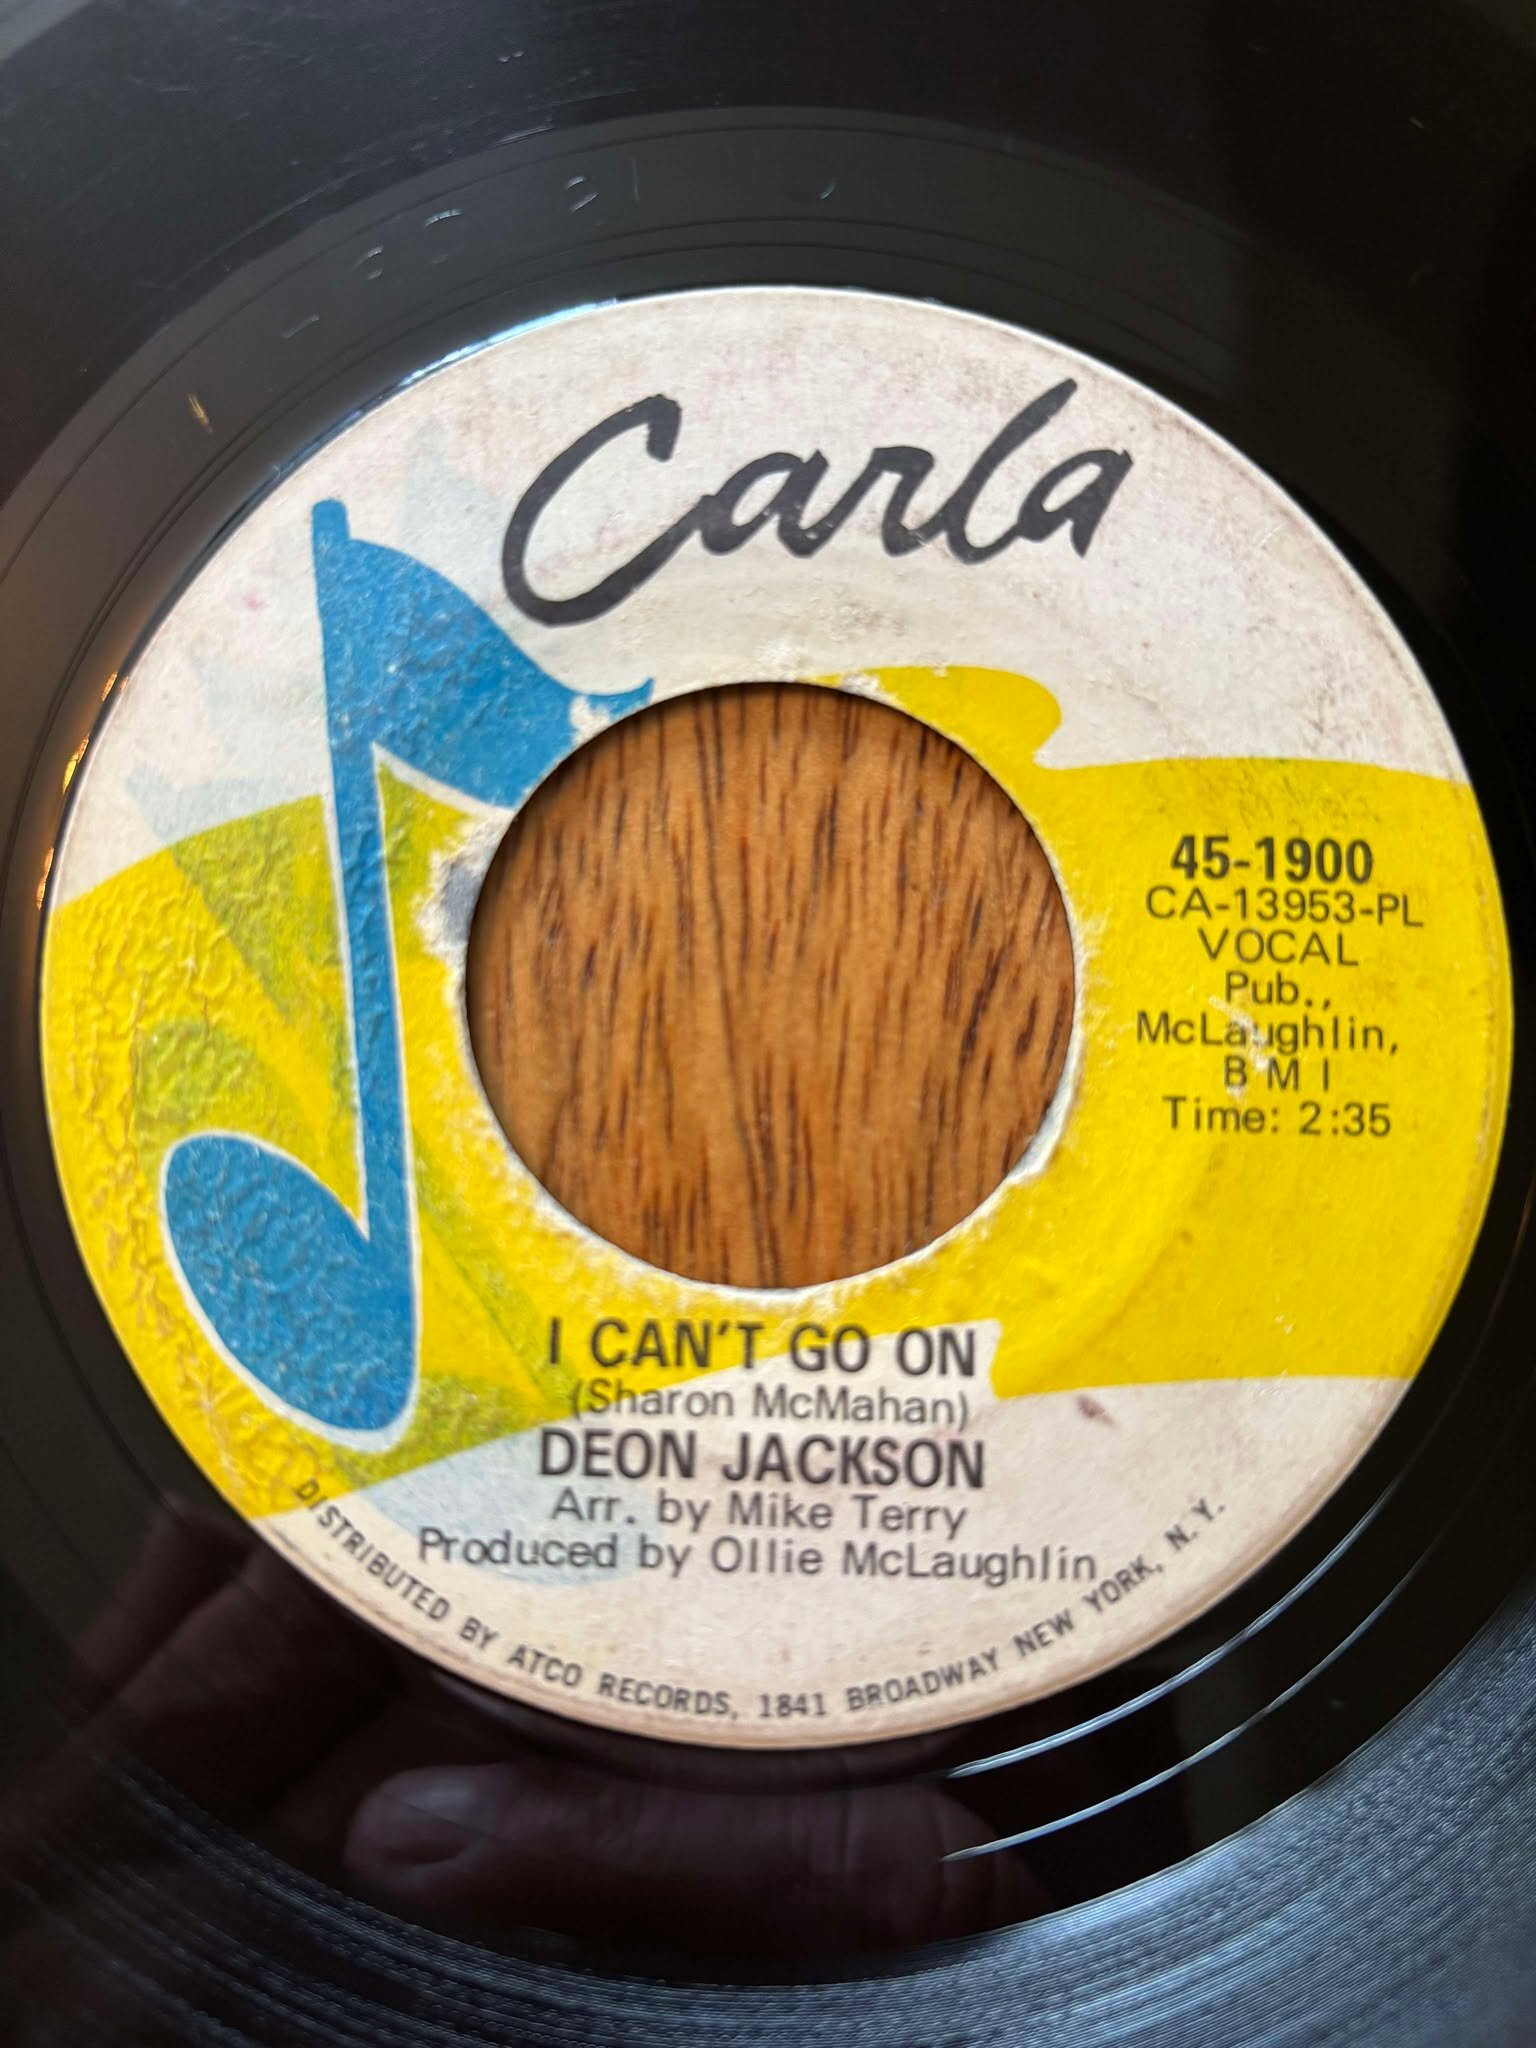 Carla
45-1900
CA-13953-PL
VOCAL
Pub.,
McLaughlin,
B M I
Time: 2:35
I CAN'T GO ON
(Sharon McMahan)
DEON JACKSON
Arr. by Mike Terry
Produced by Ollie McLaughlin
DISTRIBUTED BY ATCO RECORDS, 1841 BROADWAY NEW YORK, N. Y.